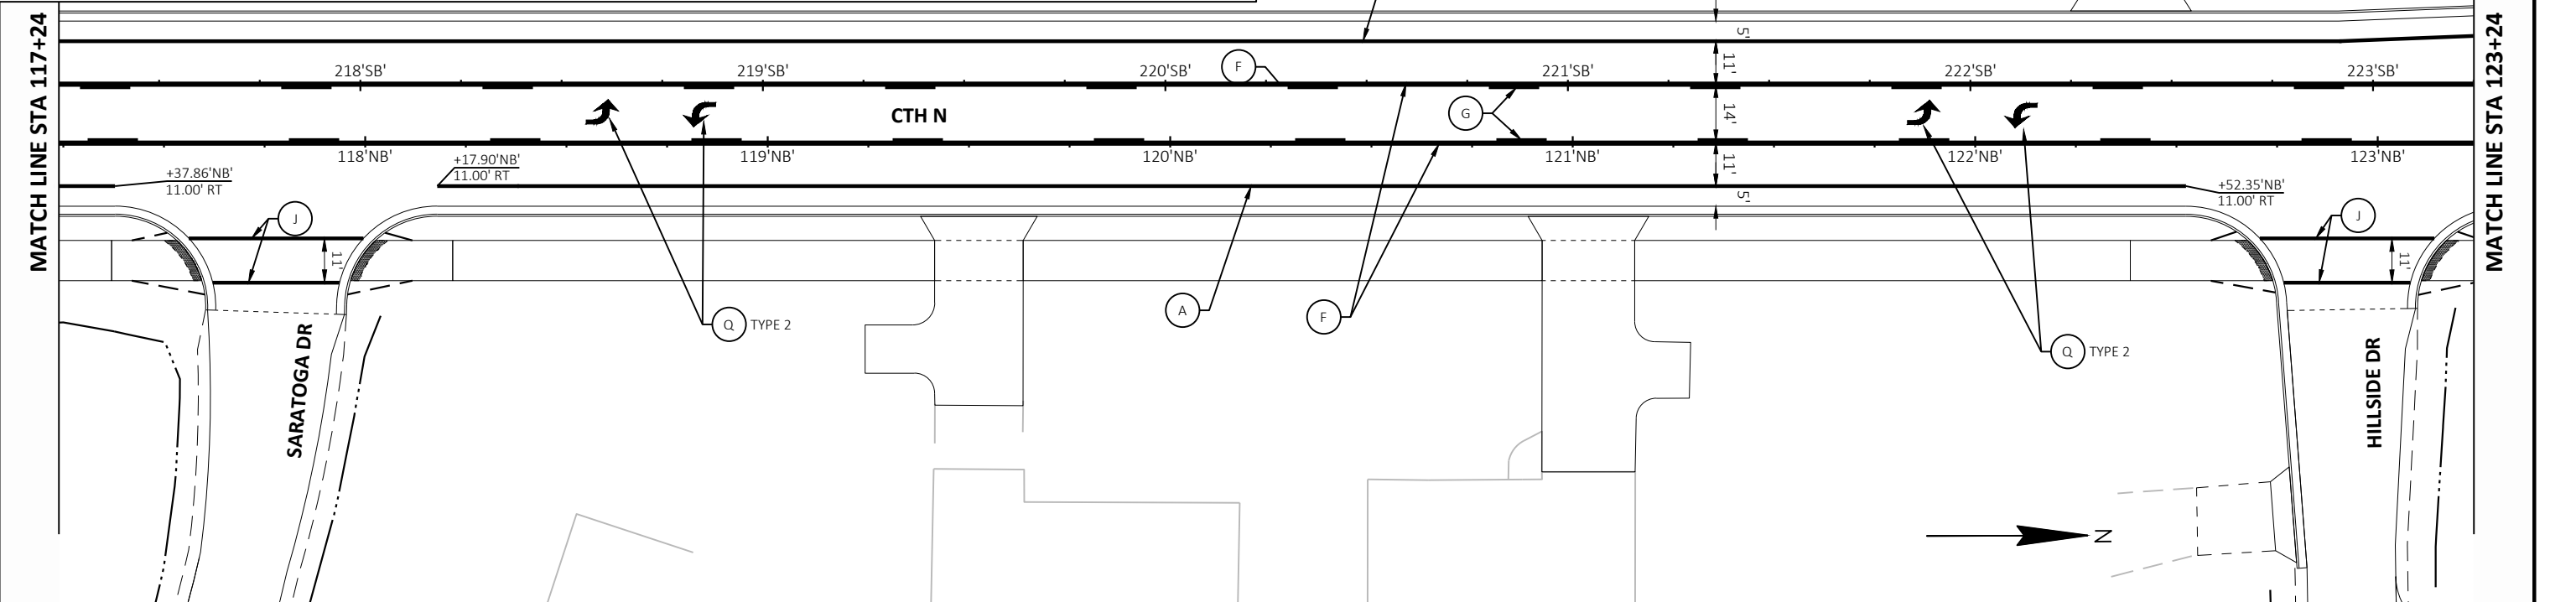 MATCH LINE STA 117+24
MATCH LINE STA 123+24
5'
218'SB'
219'SB'
220'SB'
F
221'SB'
11'
222'SB'
223'SB'
CTH N
G
14'
118'NB'
119'NB'
120'NB'
121'NB'
122'NB'
123'NB'
+37.86'NB'
11.00' RT
+17.90'NB'
11.00' RT
11'
5'
+52.35'NB'
11.00' RT
J
11'
J
11'
A
F
Q TYPE 2
Q TYPE 2
SARATOGA DR
HILLSIDE DR
N